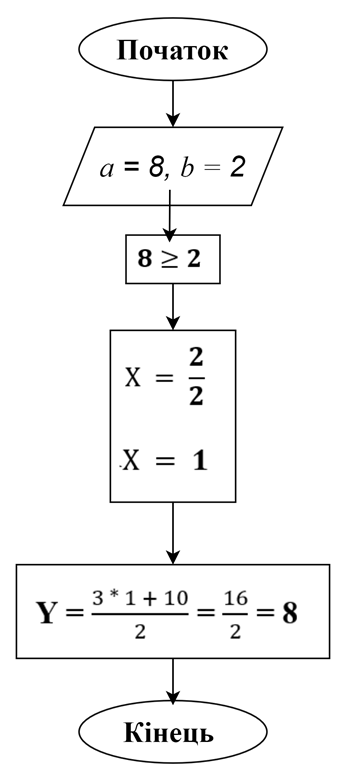 Початок
a = 8, b = 2
8 ≥ 2
X = 2/2
.X = 1
Y = (3 * 1 + 10)/2 = 16/2 = 8
Кінець